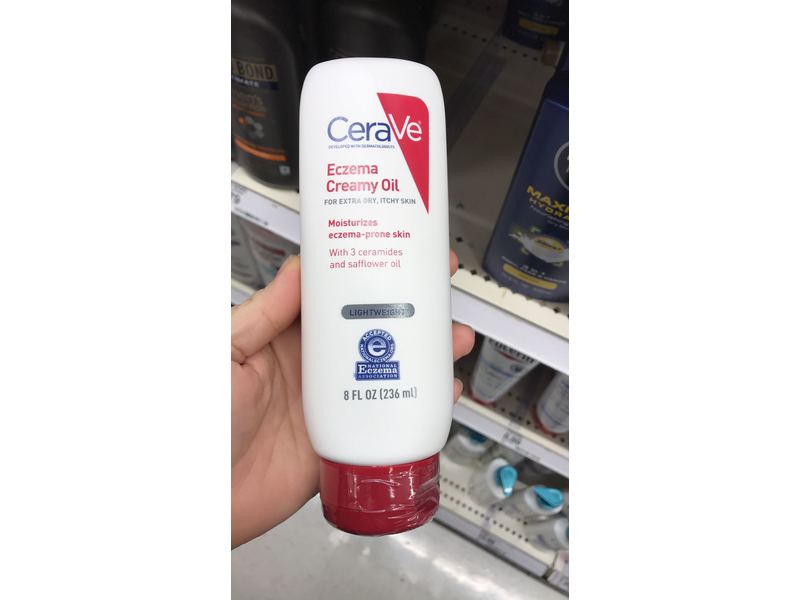 CeraVe®
DEVELOPED WITH DERMATOLOGISTS
Eczema
Creamy Oil
FOR EXTRA DRY, ITCHY SKIN
Moisturizes
eczema-prone skin
With 3 ceramides
and safflower oil
LIGHTWEIGHT
ACCEPTED
e
NATIONAL
Eczema
ASSOCIATION
8 FL OZ (236 ml)
BOND